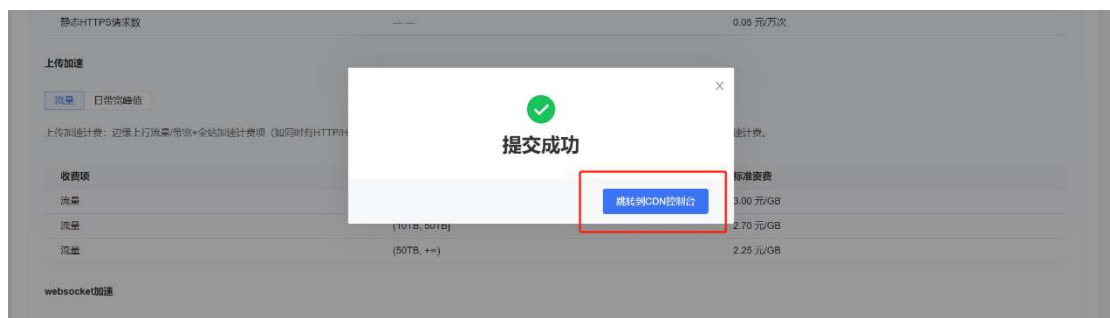 静态HTTPS请求数 —— 0.05 元/万次
上传加速
流量 日带宽峰值
上传加速计费：边缘上行流量/带宽+全站加速计费项（如同时有HTTP/H 速计费。
提交成功
收费项 标准资费
跳转到CDN控制台
流量 3.00 元/GB
流量 (10TB, 50TB] 2.70 元/GB
流量 (50TB, +∞) 2.25 元/GB
websocket加速